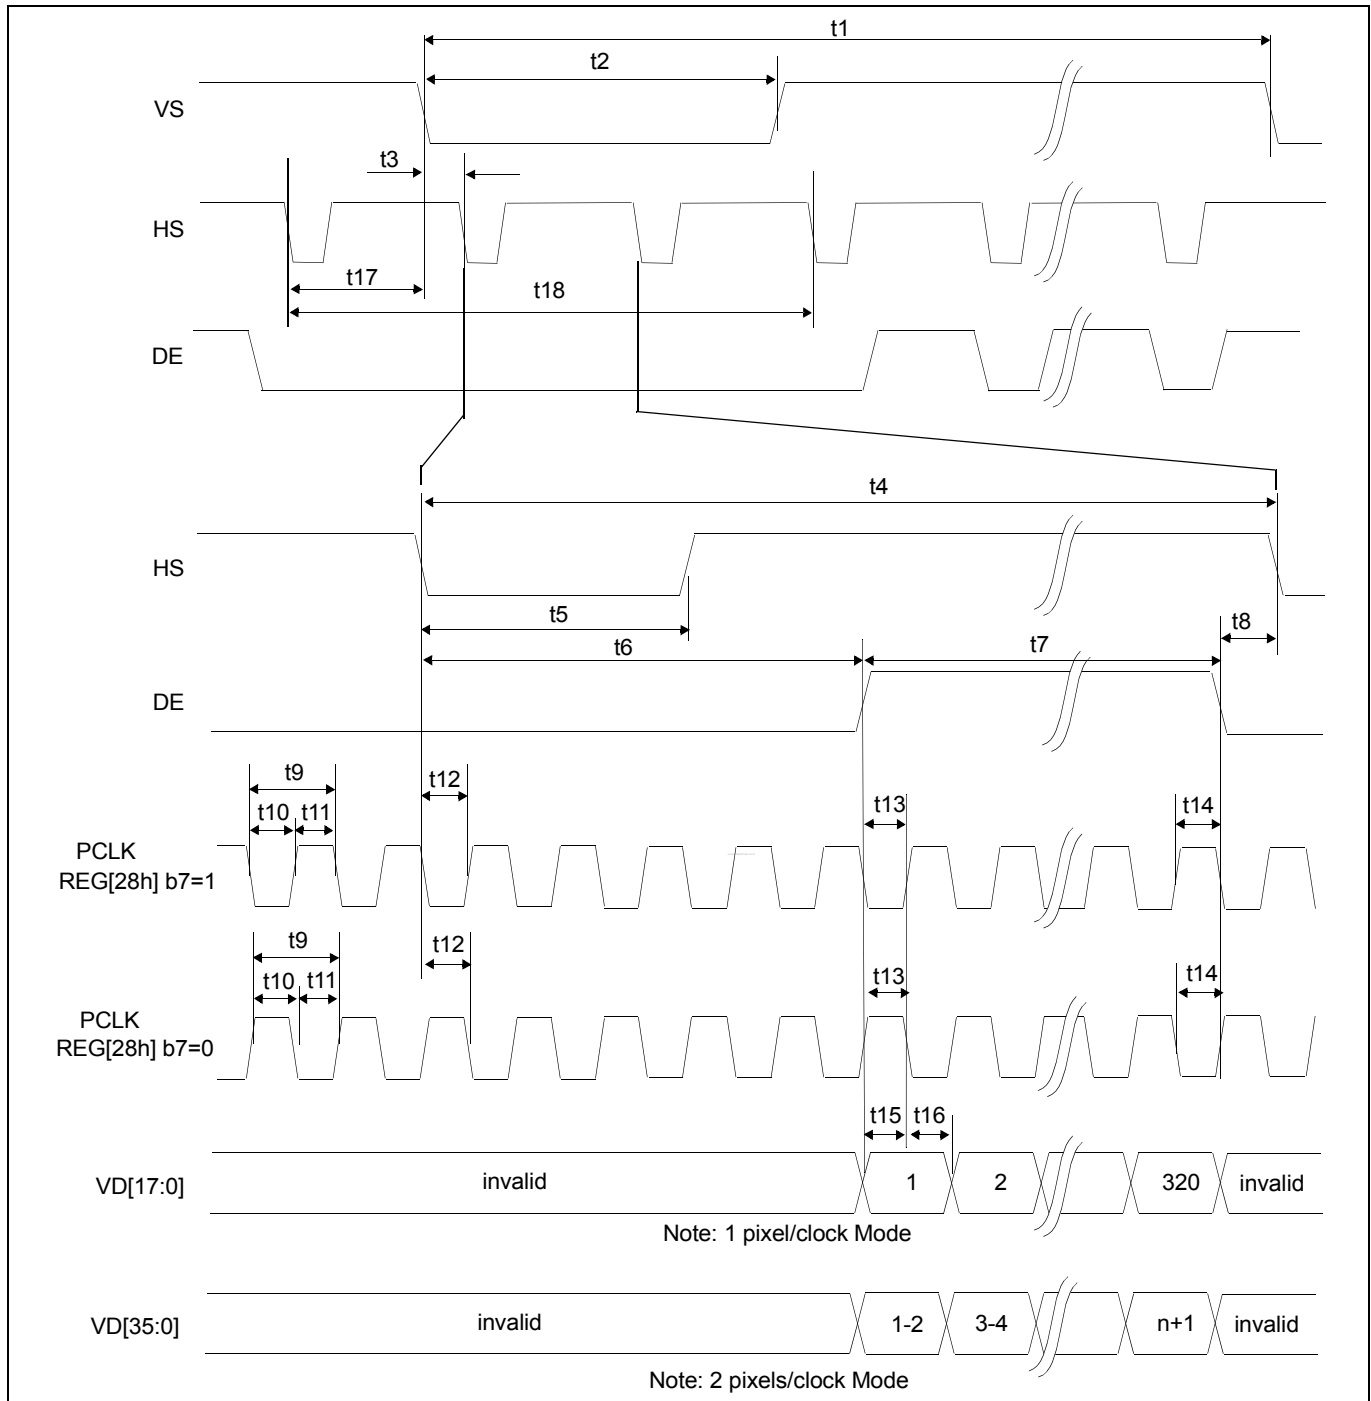 t1
t2
VS
t3
HS
t17
t18
DE
t4
HS
t5
t8
t6
t7
DE
t9
t12
t10 t11
t13
t14
PCLK
REG[28h] b7=1
t9
t12
t10 t11
t13
t14
PCLK
REG[28h] b7=0
t15 t16
VD[17:0] invalid 1 2 320 invalid
Note: 1 pixel/clock Mode
VD[35:0] invalid 1-2 3-4 n+1 invalid
Note: 2 pixels/clock Mode